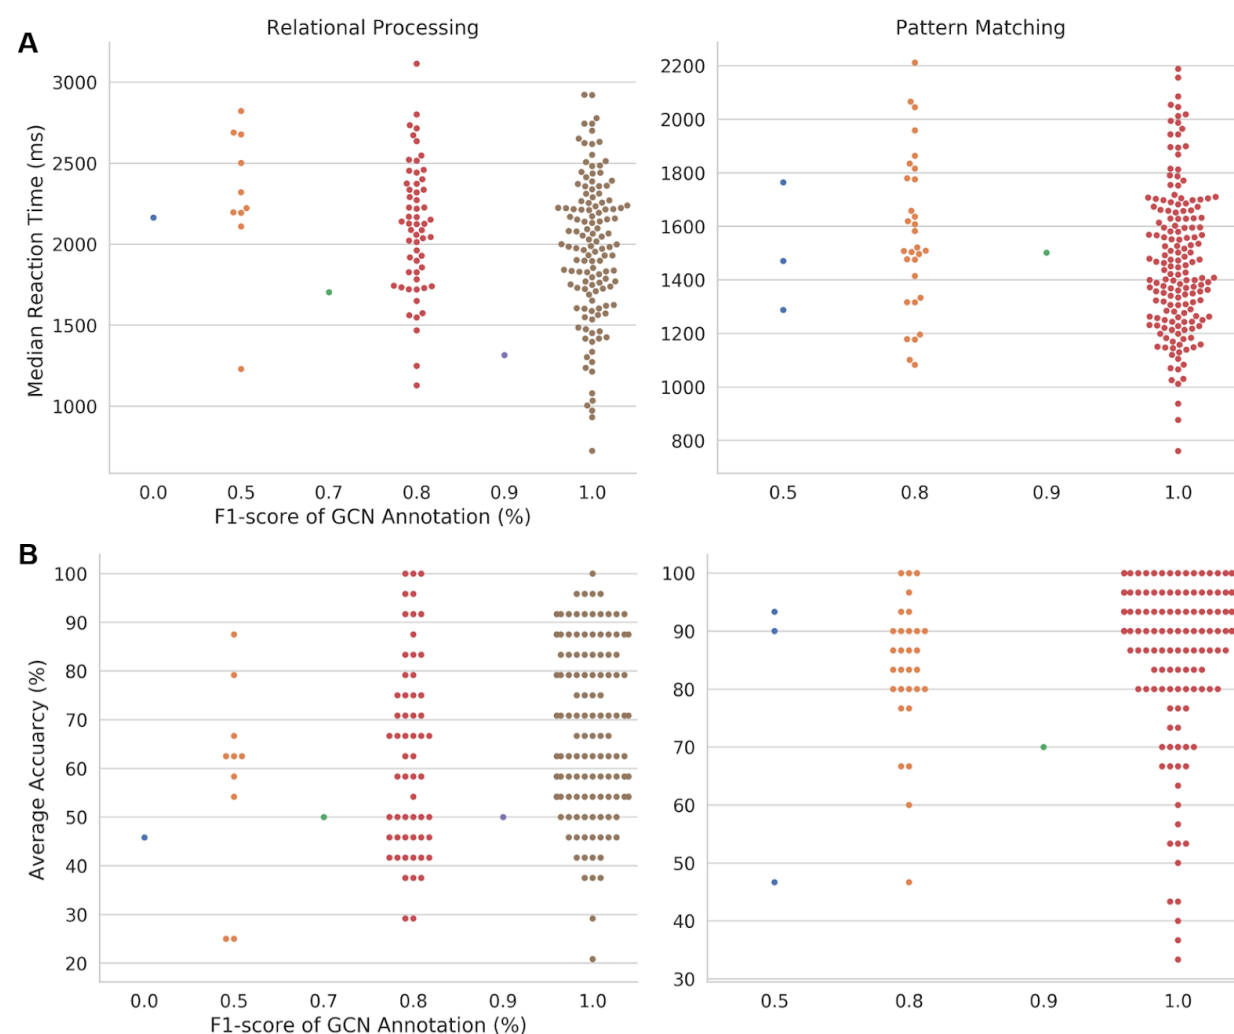 A
Relational Processing
Pattern Matching
Median Reaction Time (ms)
3000
2500
2000
1500
1000
0.0 0.5 0.7 0.8 0.9 1.0
F1-score of GCN Annotation (%)
2200
2000
1800
1600
1400
1200
1000
800
0.5 0.8 0.9 1.0
B
Average Accuarcy (%)
100
90
80
70
60
50
40
30
20
0.0 0.5 0.7 0.8 0.9 1.0
F1-score of GCN Annotation (%)
100
90
80
70
60
50
40
30
0.5 0.8 0.9 1.0